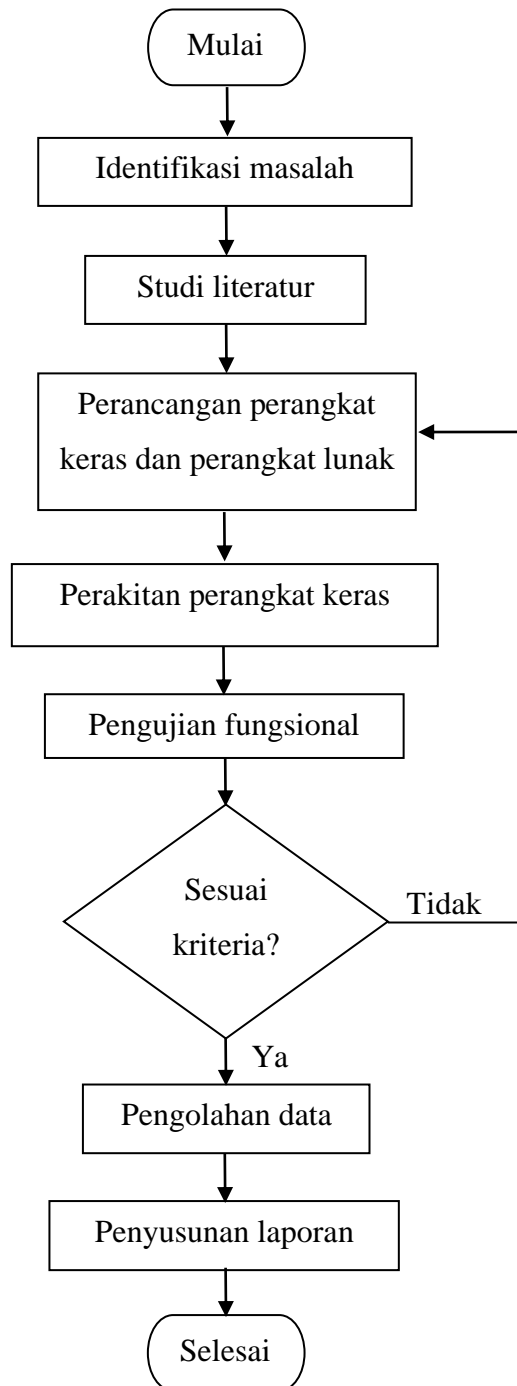 Mulai
Identifikasi masalah
Studi literatur
Perancangan perangkat
keras dan perangkat lunak
Perakitan perangkat keras
Pengujian fungsional
Sesuai
kriteria?
Tidak
Ya
Pengolahan data
Penyusunan laporan
Selesai